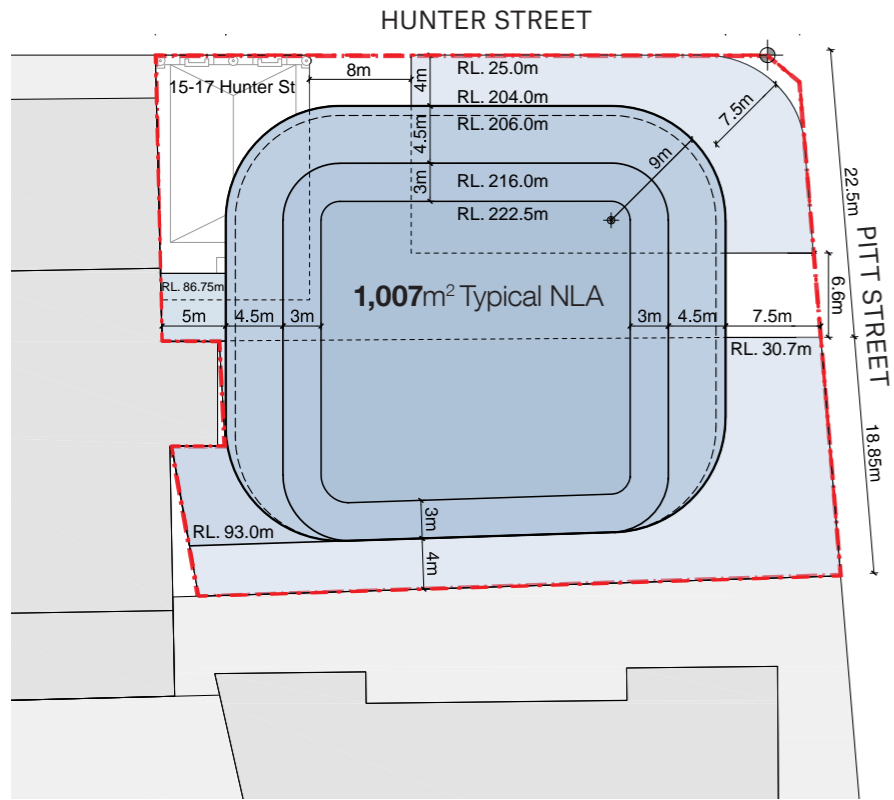 HUNTER STREET
8m
4m
RL. 25.0m
15-17 Hunter St
RL. 204.0m
7.5m
4.5m
RL. 206.0m
9m
3m
RL. 216.0m
22.5m
RL. 222.5m
PITT STREET
6.6m
RL. 86.75m
1,007m² Typical NLA
5m
4.5m
3m
3m
4.5m
7.5m
RL. 30.7m
18.85m
3m
RL. 93.0m
4m